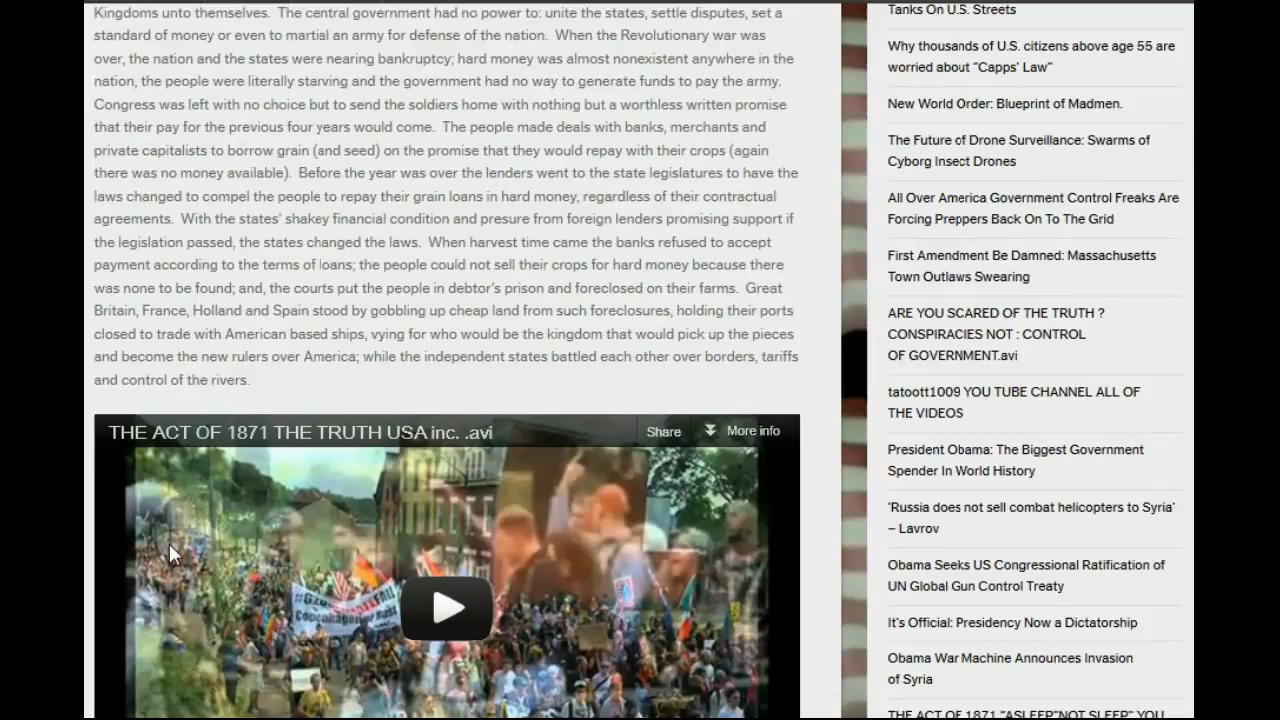 Kingdoms unto themselves.  The central government had no power to: unite the states, settle disputes, set a
standard of money or even to martial an army for defense of the nation.  When the Revolutionary war was
over, the nation and the states were nearing bankruptcy; hard money was almost nonexistent anywhere in the
nation, the people were literally starving and the government had no way to generate funds to pay the army.
Congress was left with no choice but to send the soldiers home with nothing but a worthless written promise
that their pay for the previous four years would come.  The people made deals with banks, merchants and
private capitalists to borrow grain (and seed) on the promise that they would repay with their crops (again
there was no money available).  Before the year was over the lenders went to the state legislatures to have the
laws changed to compel the people to repay their grain loans in hard money, regardless of their contractual
agreements.  With the states' shakey financial condition and presure from foreign lenders promising support if
the legislation passed, the states changed the laws.  When harvest time came the banks refused to accept
payment according to the terms of loans; the people could not sell their crops for hard money because there
was none to be found; and, the courts put the people in debtor's prison and foreclosed on their farms.  Great
Britain, France, Holland and Spain stood by gobbling up cheap land from such foreclosures, holding their ports
closed to trade with American based ships, vying for who would be the kingdom that would pick up the pieces
and become the new rulers over America; while the independent states battled each other over borders, tariffs
and control of the rivers.
THE ACT OF 1871 THE TRUTH USA inc. .avi
Share
More info
Tanks On U.S. Streets
Why thousands of U.S. citizens above age 55 are
worried about "Capps' Law"
New World Order: Blueprint of Madmen.
The Future of Drone Surveillance: Swarms of
Cyborg Insect Drones
All Over America Government Control Freaks Are
Forcing Preppers Back On To The Grid
First Amendment Be Damned: Massachusetts
Town Outlaws Swearing
ARE YOU SCARED OF THE TRUTH ?
CONSPIRACIES NOT : CONTROL
OF GOVERNMENT.avi
tatoott1009 YOU TUBE CHANNEL ALL OF
THE VIDEOS
President Obama: The Biggest Government
Spender In World History
'Russia does not sell combat helicopters to Syria'
– Lavrov
Obama Seeks US Congressional Ratification of
UN Global Gun Control Treaty
It's Official: Presidency Now a Dictatorship
Obama War Machine Announces Invasion
of Syria
THE ACT OF 1871 "ASLEEP"NOT SLEEP" YOU